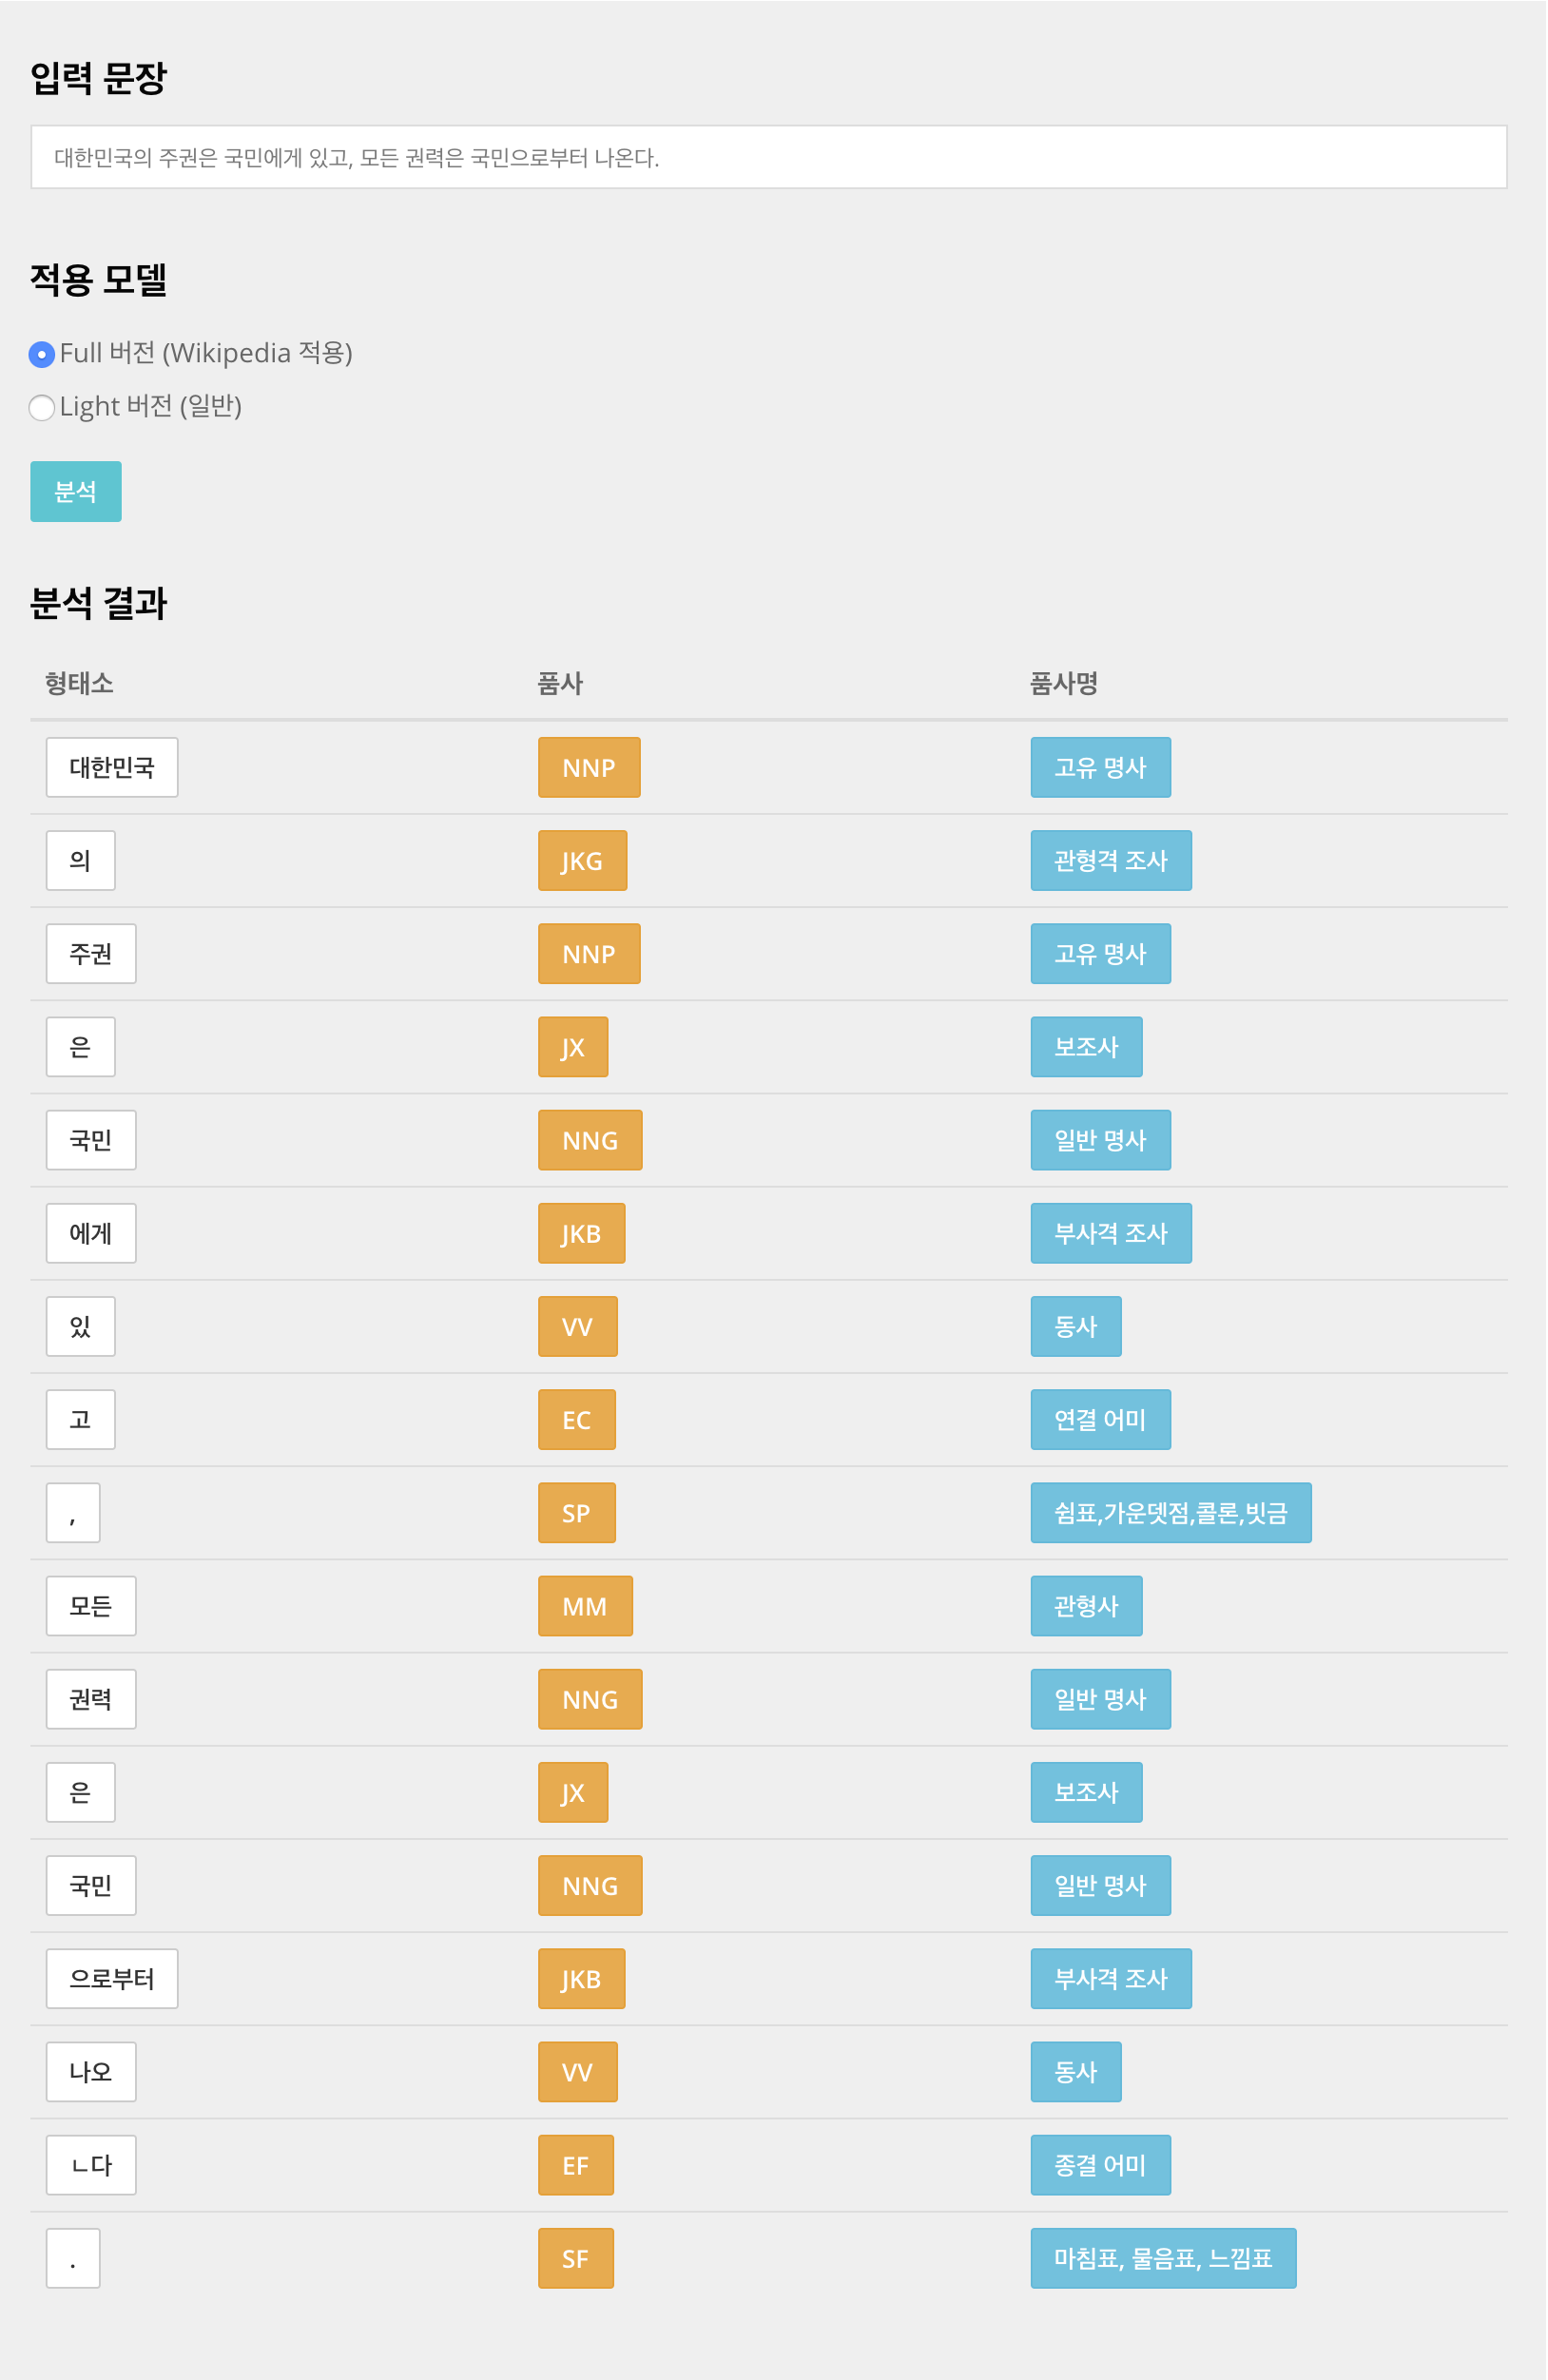 입력 문장
대한민국의 주권은 국민에게 있고, 모든 권력은 국민으로부터 나온다.
적용 모델
Full 버전 (Wikipedia 적용)
Light 버전 (일반)
분석
분석 결과
형태소 품사 품사명
대한민국 NNP 고유 명사
의 JKG 관형격 조사
주권 NNP 고유 명사
은 JX 보조사
국민 NNG 일반 명사
에게 JKB 부사격 조사
있 VV 동사
고 EC 연결 어미
, SP 쉼표,가운뎃점,콜론,빗금
모든 MM 관형사
권력 NNG 일반 명사
은 JX 보조사
국민 NNG 일반 명사
으로부터 JKB 부사격 조사
나오 VV 동사
ㄴ다 EF 종결 어미
. SF 마침표, 물음표, 느낌표